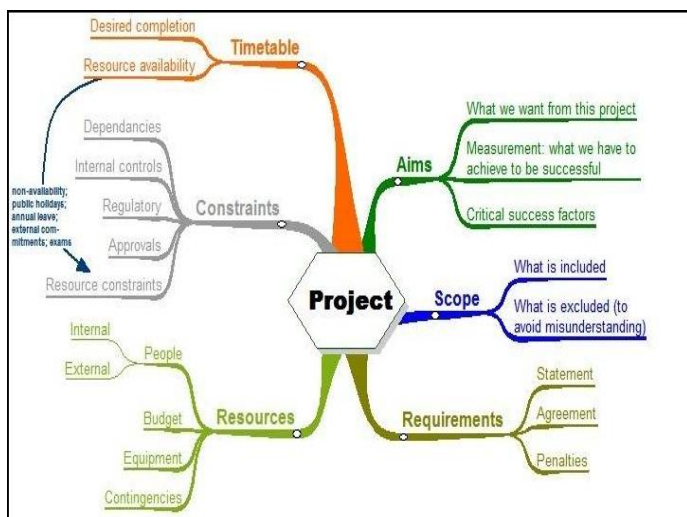 Desired completion
Resource availability
Timetable
What we want from this project
Measurement: what we have to
achieve to be successful
Critical success factors
Aims
Dependancies
Internal controls
Regulatory
Approvals
Resource constraints
Constraints
non-availability;
public holidays;
annual leave;
external com-
mitments; exams
Project
What is included
What is excluded (to
avoid misunderstanding)
Scope
Internal
External
People
Budget
Equipment
Contingencies
Resources
Requirements
Statement
Agreement
Penalties